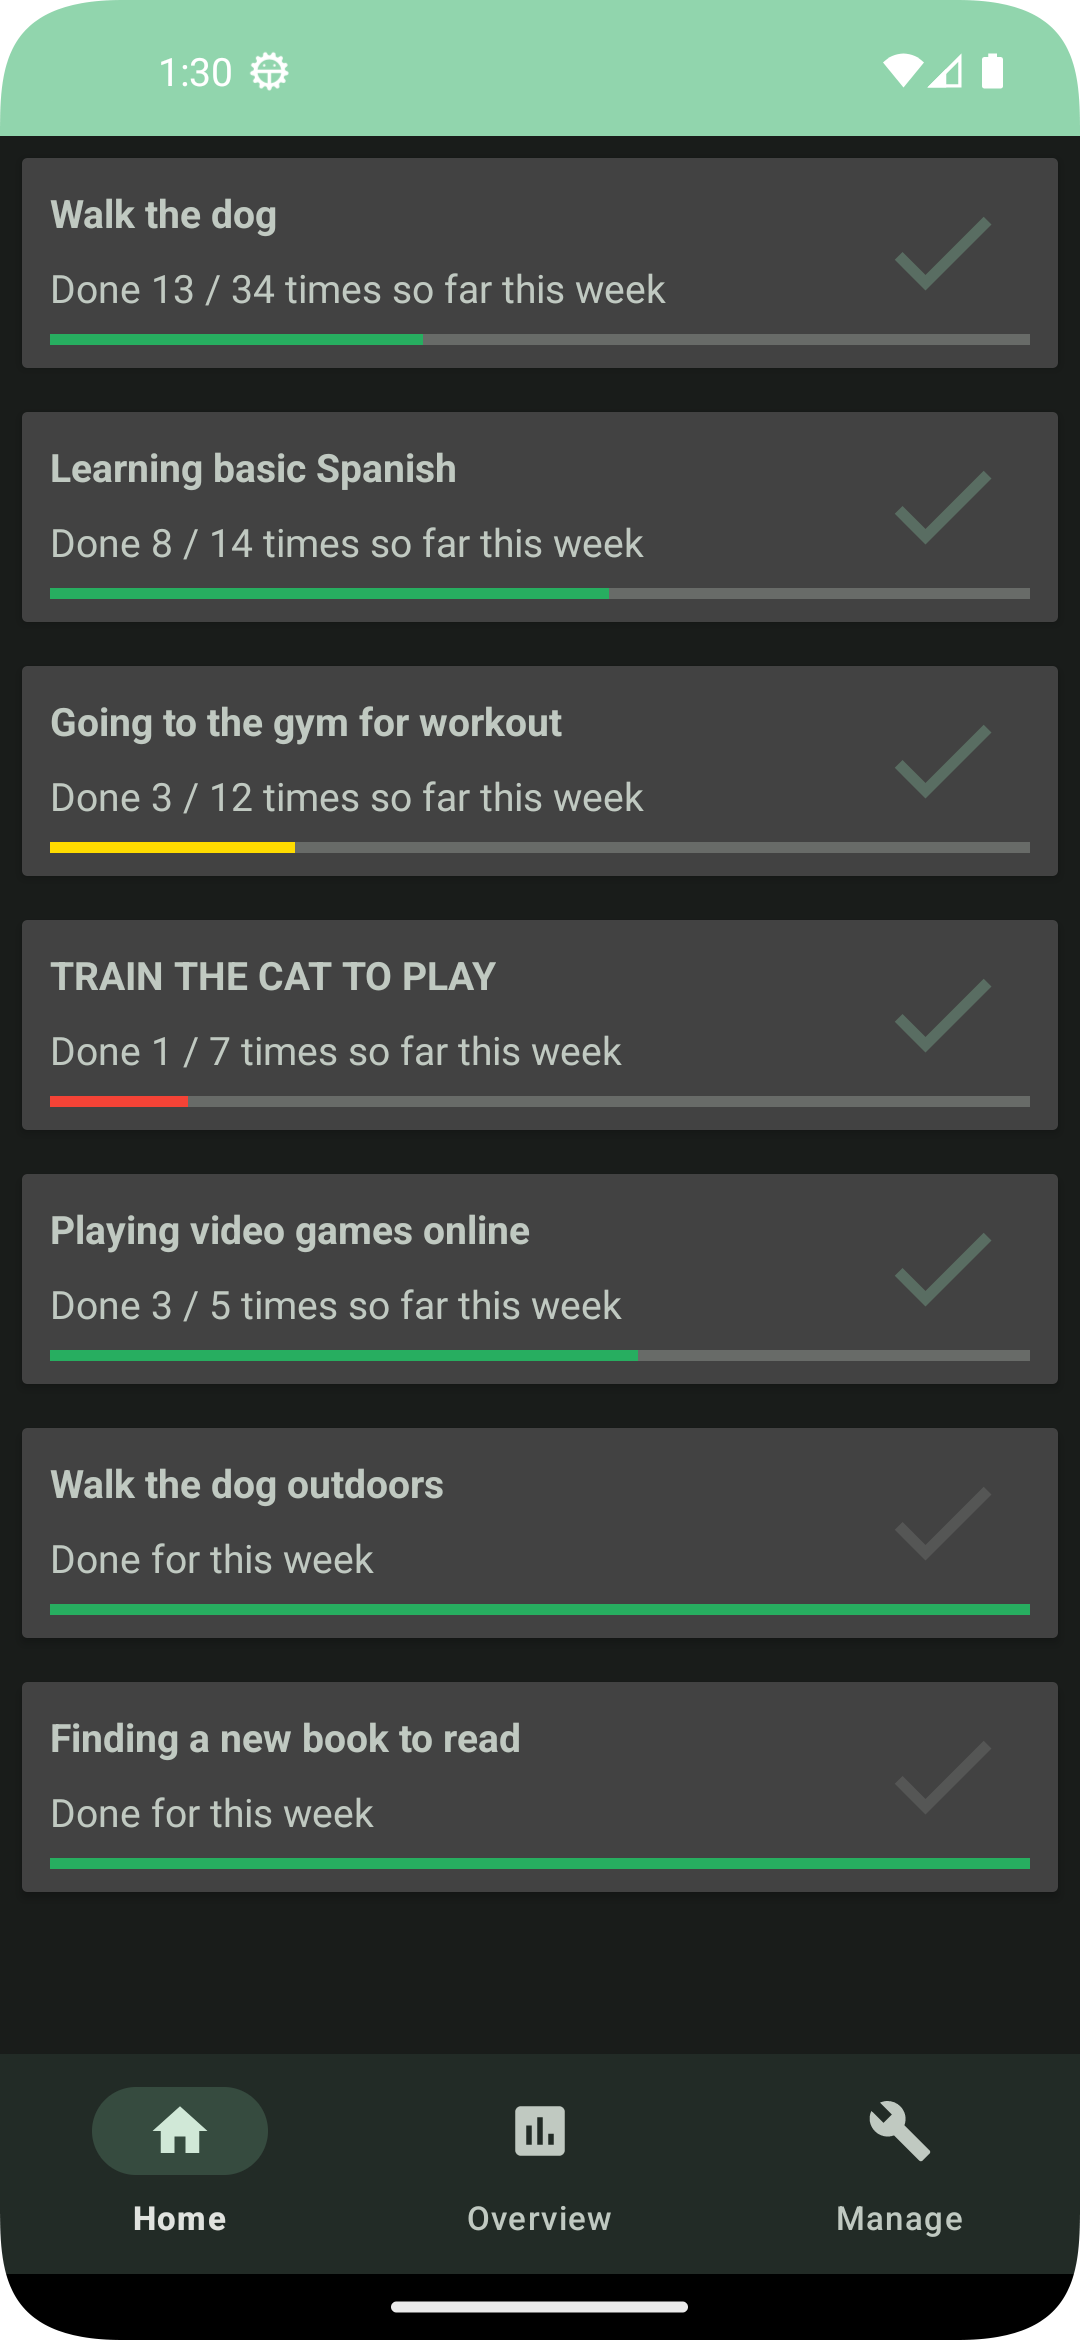 1:30
Walk the dog
Done 13 / 34 times so far this week
Learning basic Spanish
Done 8 / 14 times so far this week
Going to the gym for workout
Done 3 / 12 times so far this week
TRAIN THE CAT TO PLAY
Done 1 / 7 times so far this week
Playing video games online
Done 3 / 5 times so far this week
Walk the dog outdoors
Done for this week
Finding a new book to read
Done for this week
Home
Overview
Manage